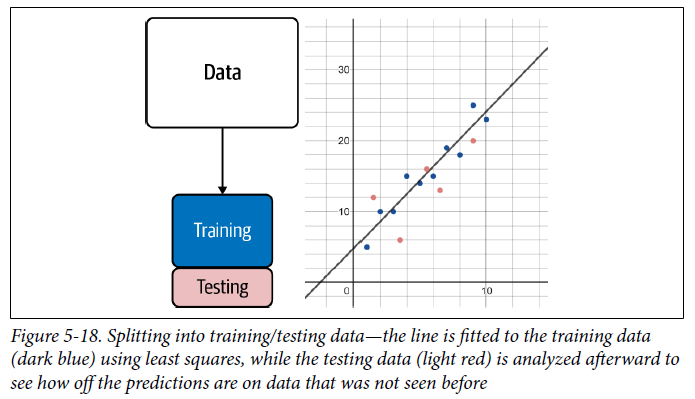 Data
Training
Testing
30
20
10
0
10
Figure 5-18. Splitting into training/testing data—the line is fitted to the training data
(dark blue) using least squares, while the testing data (light red) is analyzed afterward to
see how off the predictions are on data that was not seen before